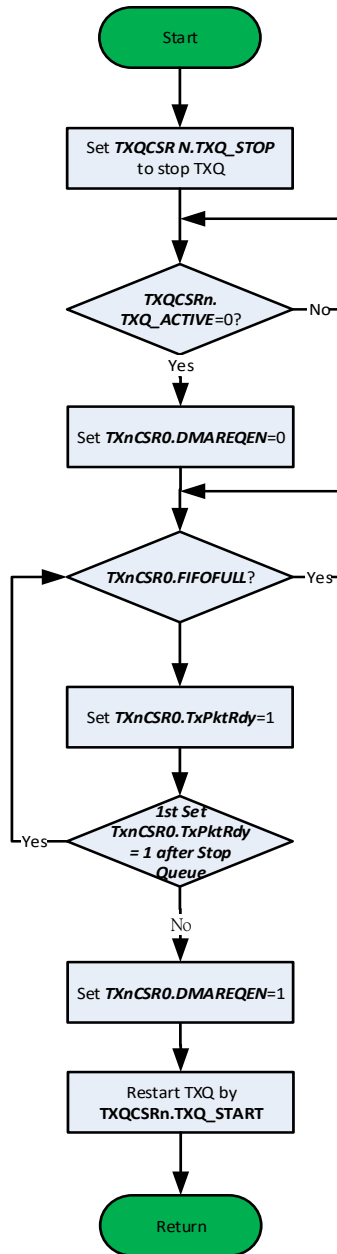 Start
Set TXQCSR N.TXQ_STOP
to stop TXQ
TXQCSRn.
TXQ_ACTIVE=0?
No
Yes
Set TXnCSR0.DMAREQEN=0
TXnCSR0.FIFOFULL?
Yes
Set TXnCSR0.TxPktRdy=1
1st Set
TxnCSR0.TxPktRdy
= 1 after Stop
Queue
Yes
No
Set TXnCSR0.DMAREQEN=1
Restart TXQ by
TXQCSRn.TXQ_START
Return